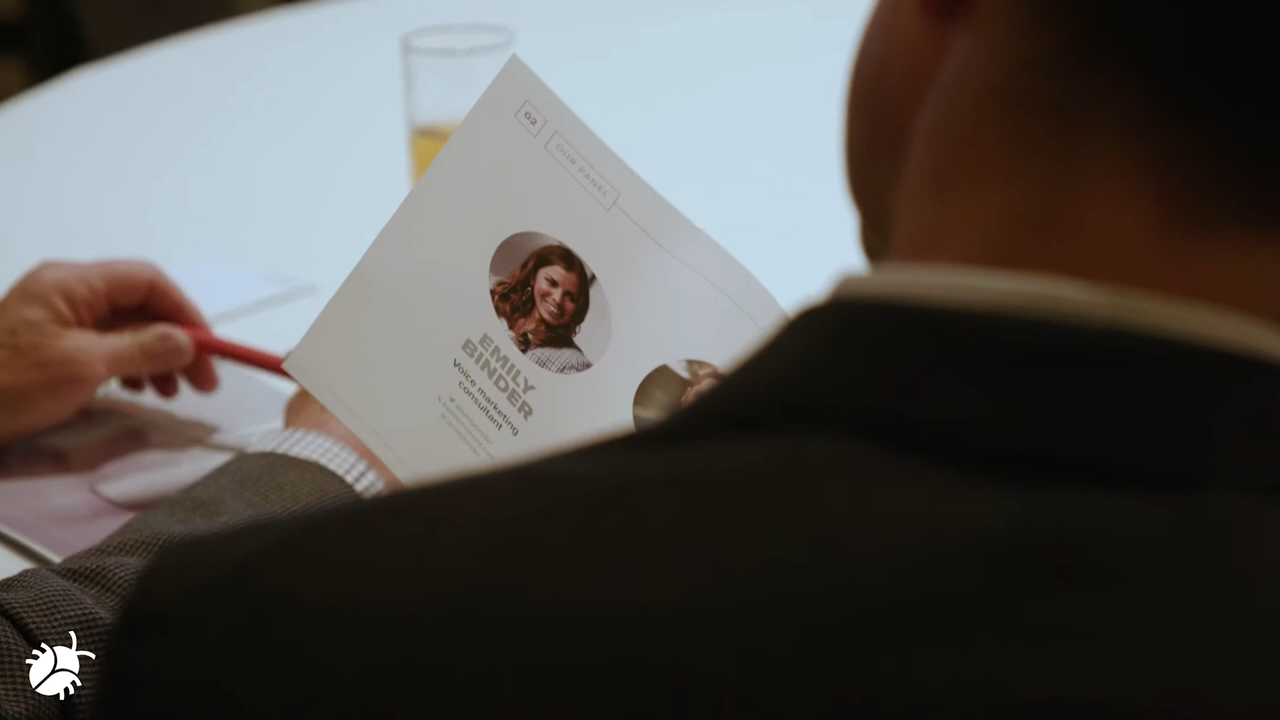 02
OUR PANEL
EMILY
BINDER
Voice marketing
consultant